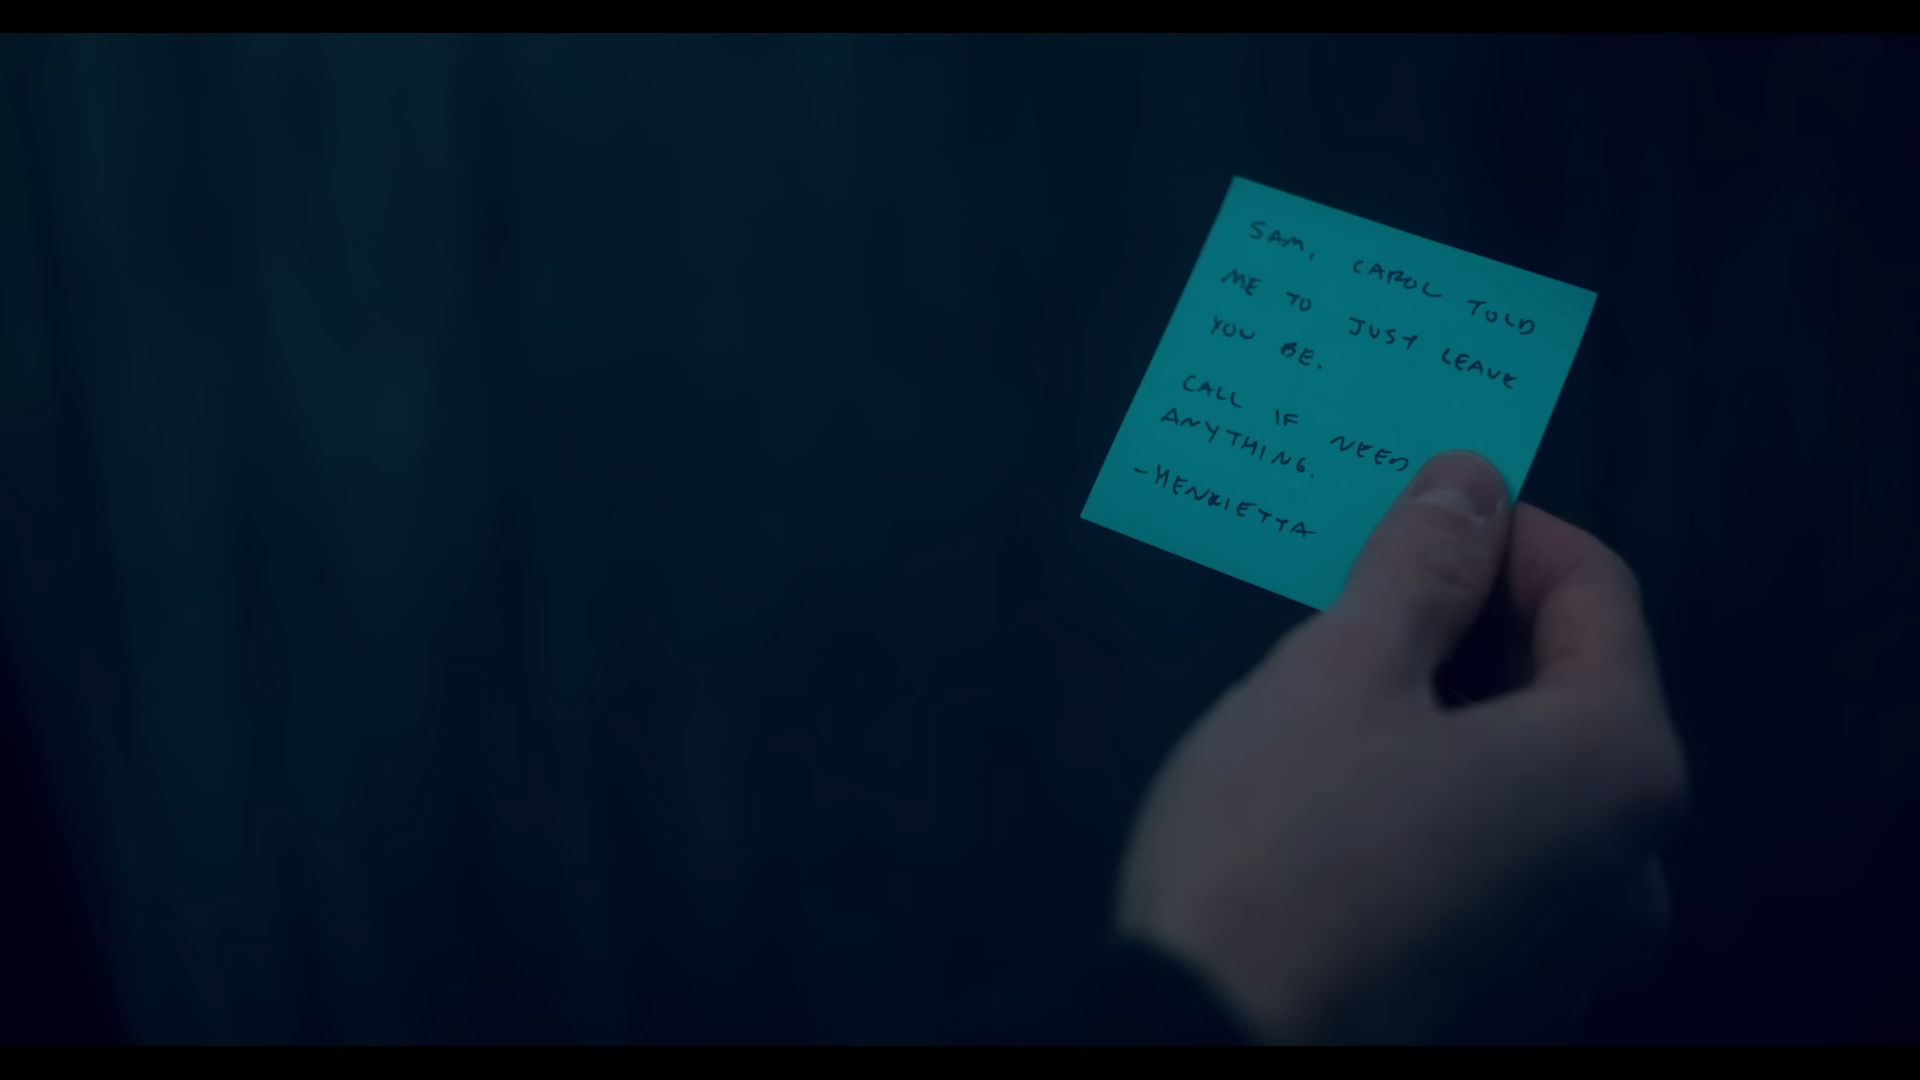 SAM, CAROL TOLD
ME TO JUST LEAVE
YOU BE.
CALL IF NEED
ANYTHING.
-HENRIETTA